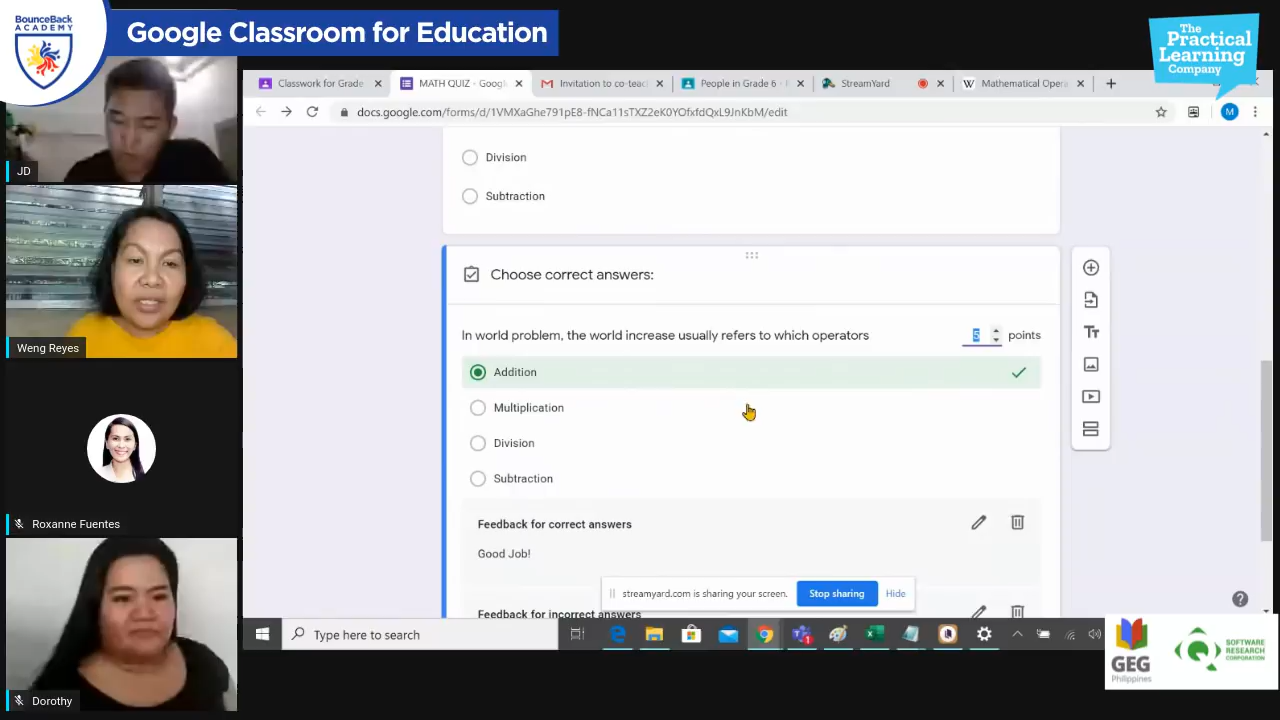 BounceBack
ACADEMY
Google Classroom for Education
The
Practical
Learning
Company
JD
Weng Reyes
Roxanne Fuentes
Dorothy
Classwork for Grade
MATH QUIZ - Googl
Invitation to co-teac
People in Grade 6 -
StreamYard
Mathematical Opera
docs.google.com/forms/d/1VMXaGhe791pE8-fNCa11sTXZ2eK0YOfxfdQxL9JnKbM/edit
M
Division
Subtraction
Choose correct answers:
In world problem, the world increase usually refers to which operators
5
points
Addition
Multiplication
Division
Subtraction
Feedback for correct answers
Good Job!
Feedback for incorrect answers
streamyard.com is sharing your screen.
Stop sharing
Hide
Type here to search
GEG
Philippines
SOFTWARE
RESEARCH
CORPORATION